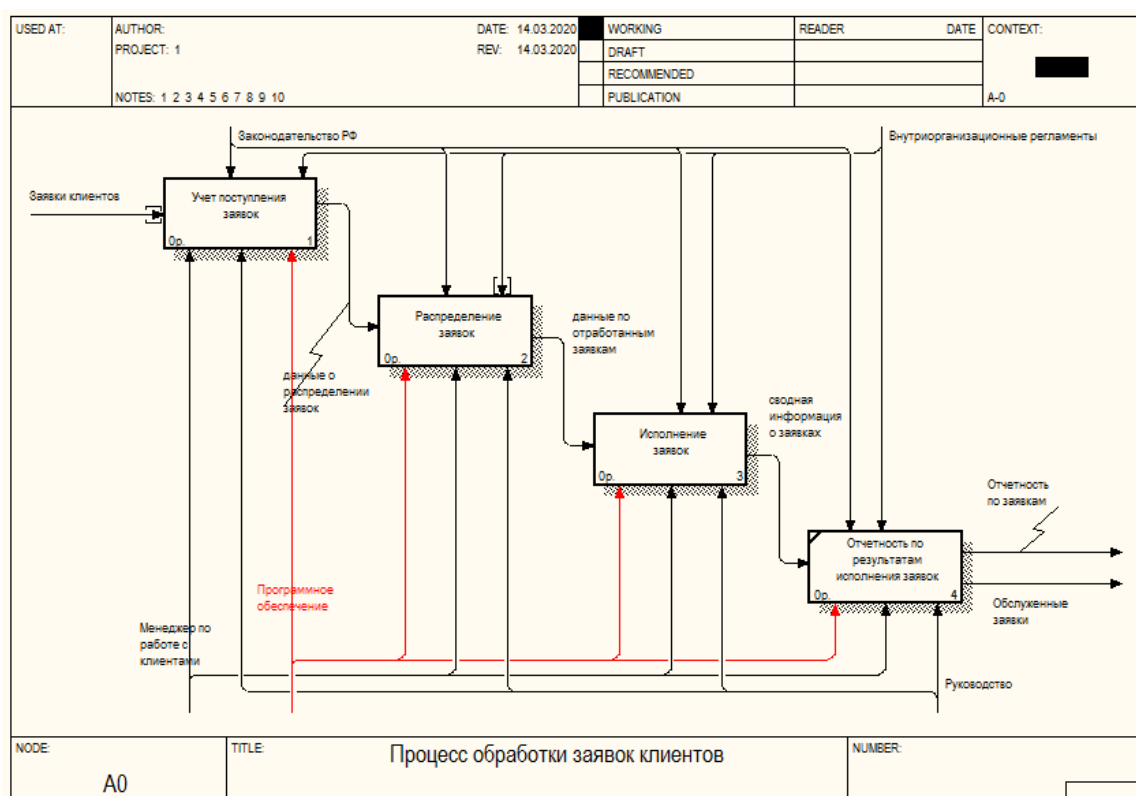 USED AT:
AUTHOR:
DATE: 14.03.2020
WORKING
READER
DATE
CONTEXT:
PROJECT: 1
REV: 14.03.2020
DRAFT
RECOMMENDED
NOTES: 1 2 3 4 5 6 7 8 9 10
PUBLICATION
A-0
Законодательство РФ
Внутриорганизационные регламенты
Заявки клиентов
Учет поступления
заявок
0р.
1
Распределение
заявок
0р.
2
данные по
отработанным
заявкам
данные о
распределении
заявок
сводная
информация
о заявках
Исполнение
заявок
0р.
3
Отчетность
по заявкам
Отчетность по
результатам
исполнения заявок
0р.
4
Программное
обеспечение
Обслуженные
заявки
Менеджер по
работе с
клиентами
Руководство
NODE:
TITLE:
Процесс обработки заявок клиентов
NUMBER:
A0